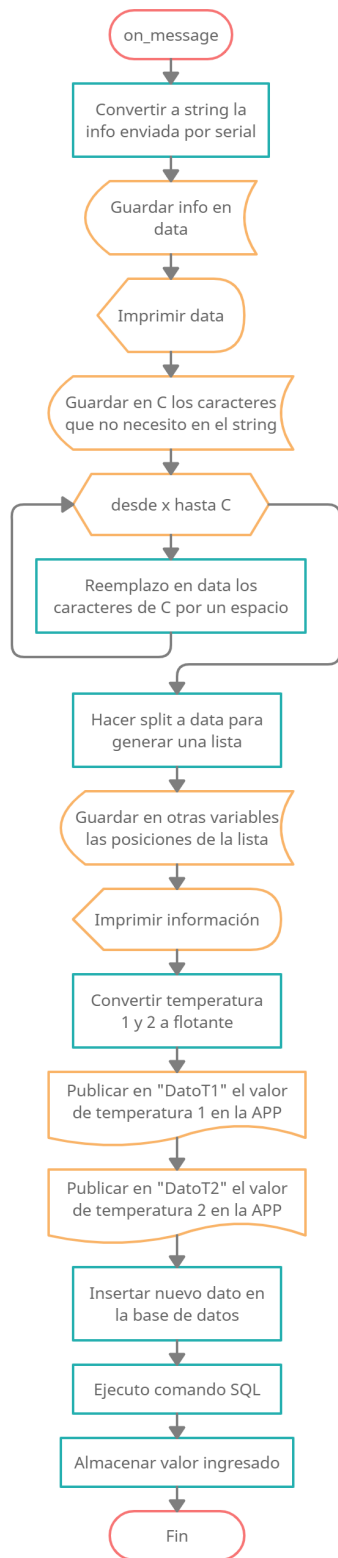 on_message
Convertir a string la
info enviada por serial
Guardar info en
data
Imprimir data
Guardar en C los caracteres
que no necesito en el string
desde x hasta C
Reemplazo en data los
caracteres de C por un espacio
Hacer split a data para
generar una lista
Guardar en otras variables
las posiciones de la lista
Imprimir información
Convertir temperatura
1 y 2 a flotante
Publicar en "DatoT1" el valor
de temperatura 1 en la APP
Publicar en "DatoT2" el valor
de temperatura 2 en la APP
Insertar nuevo dato en
la base de datos
Ejecuto comando SQL
Almacenar valor ingresado
Fin